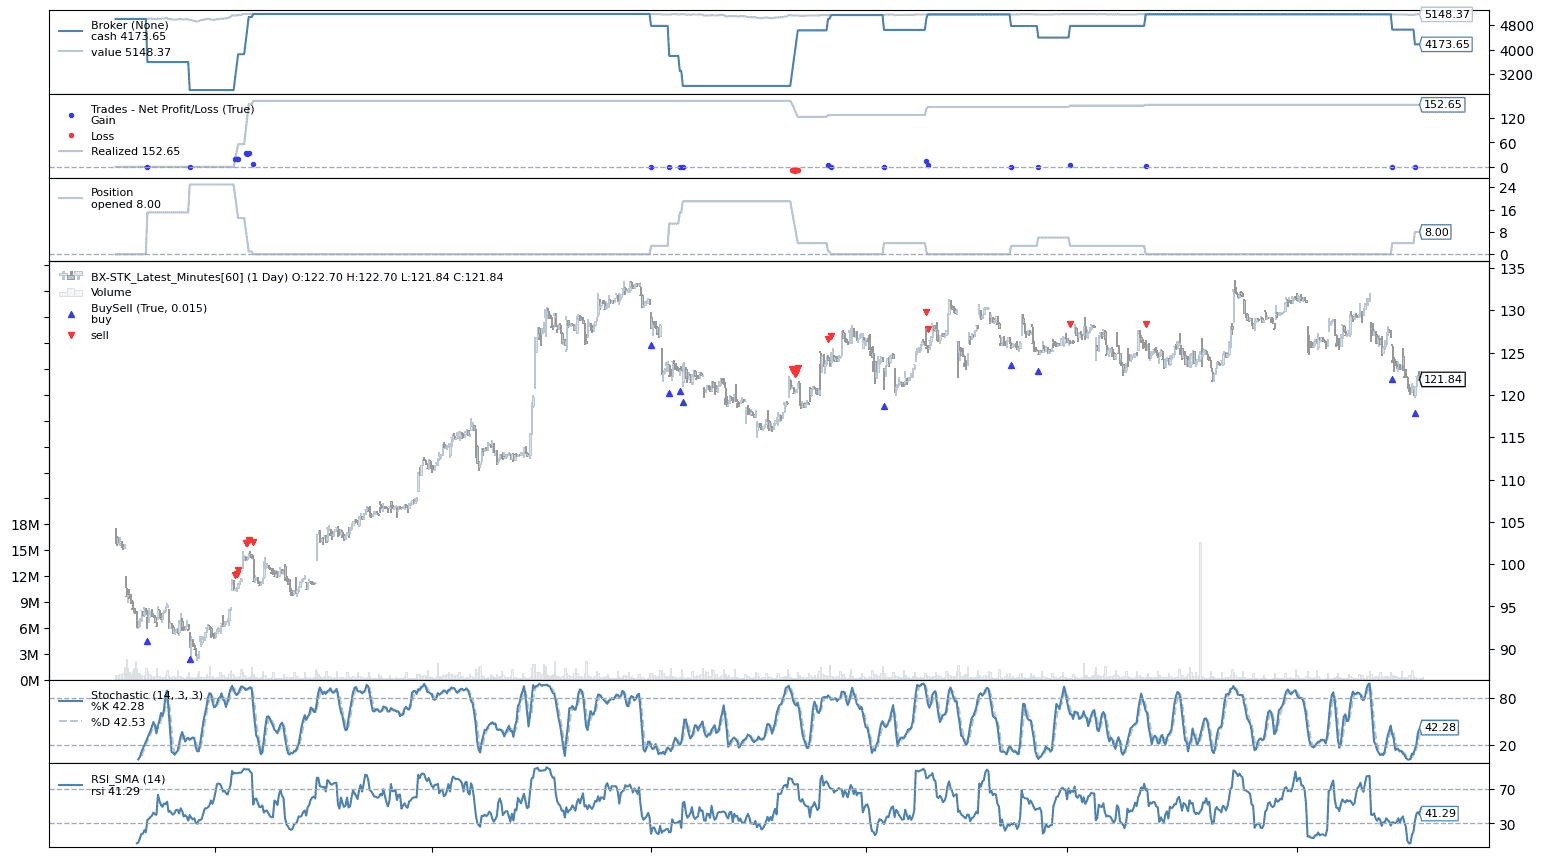 Broker (None)
cash 4173.65
value 5148.37
5148.37
4800
4173.65
4000
3200
Trades - Net Profit/Loss (True)
Gain
Loss
Realized 152.65
152.65
120
60
0
Position
opened 8.00
24
16
8.00
8
0
BX-STK_Latest_Minutes[60] (1 Day) O:122.70 H:122.70 L:121.84 C:121.84
Volume
BuySell (True, 0.015)
buy
sell
135
130
125
121.84
120
115
110
105
100
95
90
18M
15M
12M
9M
6M
3M
0M
Stochastic (14, 3, 3)
%K 42.28
%D 42.53
80
42.28
20
RSI_SMA (14)
rsi 41.29
70
41.29
30